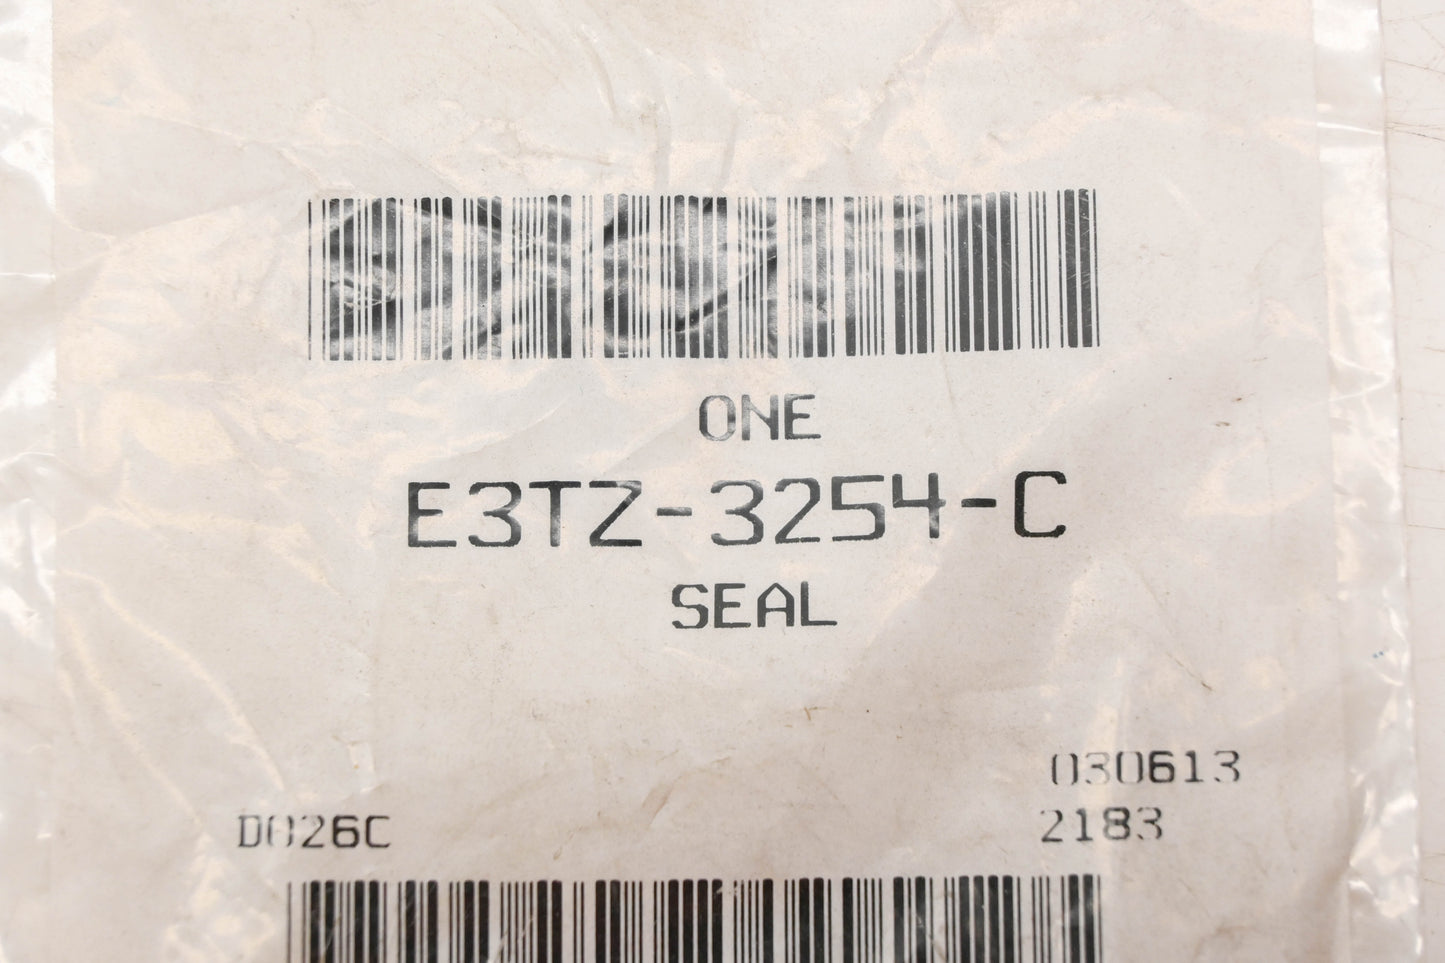 ONE
E3TZ-3254-C
SEAL
030613
D026C
2183